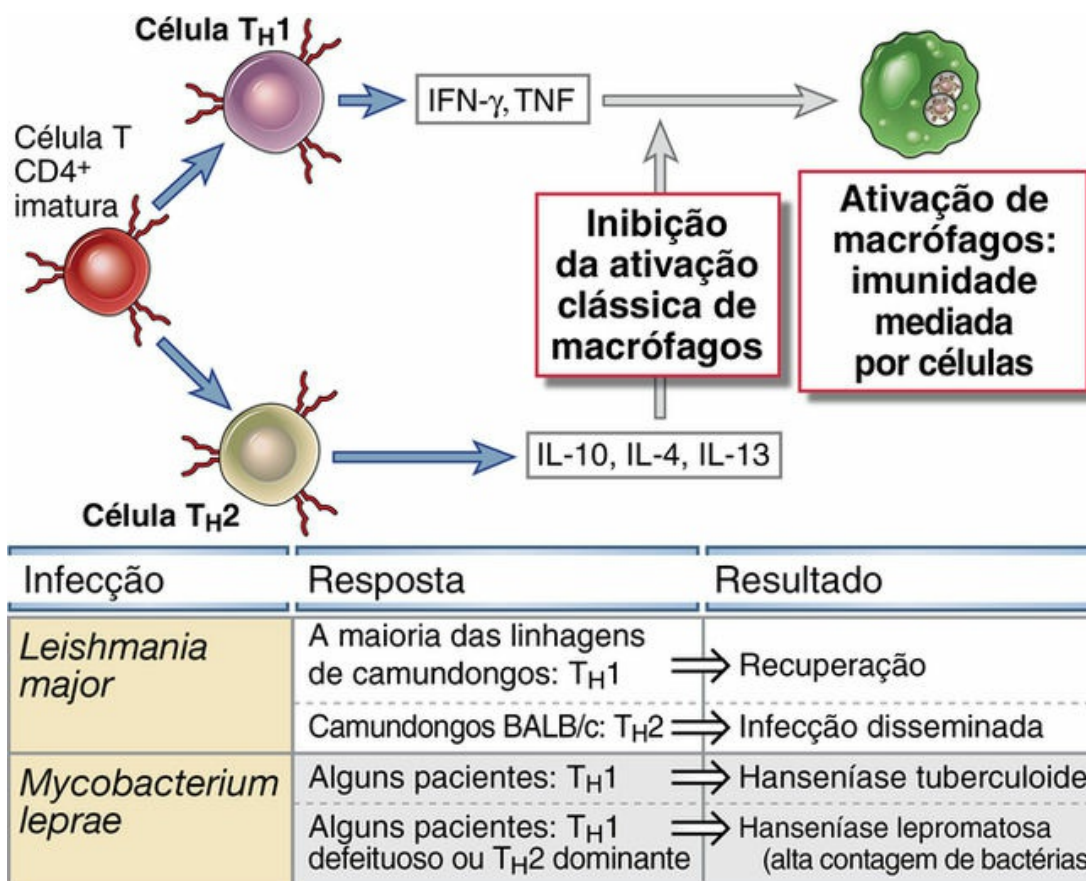 Célula TH1
IFN-γ, TNF
Célula T
CD4+
imatura
Inibição
da ativação
clássica de
macrófagos
Ativação de
macrófagos:
imunidade
mediada
por células
IL-10, IL-4, IL-13
Célula TH2
Infecção
Resposta
Resultado
Leishmania
major
A maioria das linhagens
de camundongos: TH1
Recuperação
Camundongos BALB/c: TH2
Infecção disseminada
Mycobacterium
leprae
Alguns pacientes: TH1
Hanseníase tuberculoide
Alguns pacientes: TH1
defeituoso ou TH2 dominante
Hanseníase lepromatosa
(alta contagem de bactérias